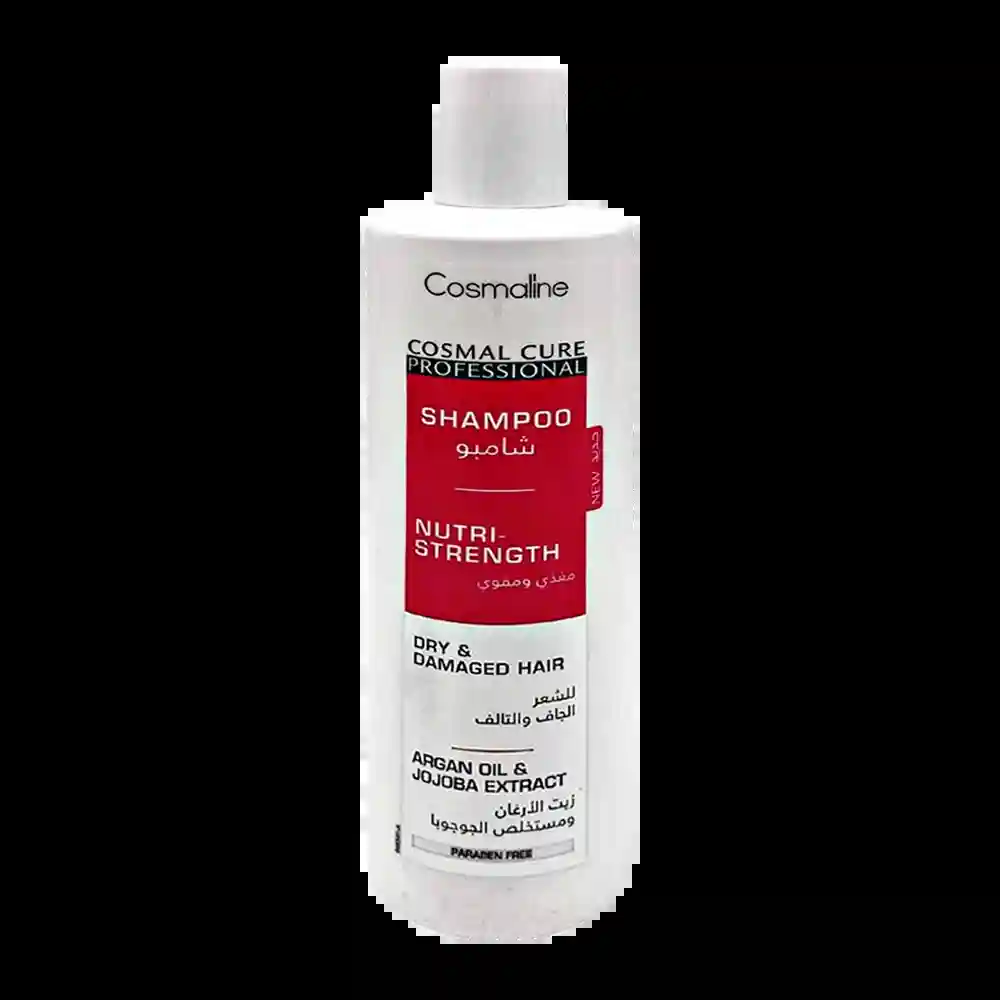 Cosmaline
COSMAL CURE
PROFESSIONAL
SHAMPOO
شامبو
NEW جديد
NUTRI-
STRENGTH
مغذي ومقوي
DRY &
DAMAGED HAIR
للشعر
الجاف والتالف
ARGAN OIL &
JOJOBA EXTRACT
زيت الأرغان
ومستخلص الجوجوبا
PARABEN FREE